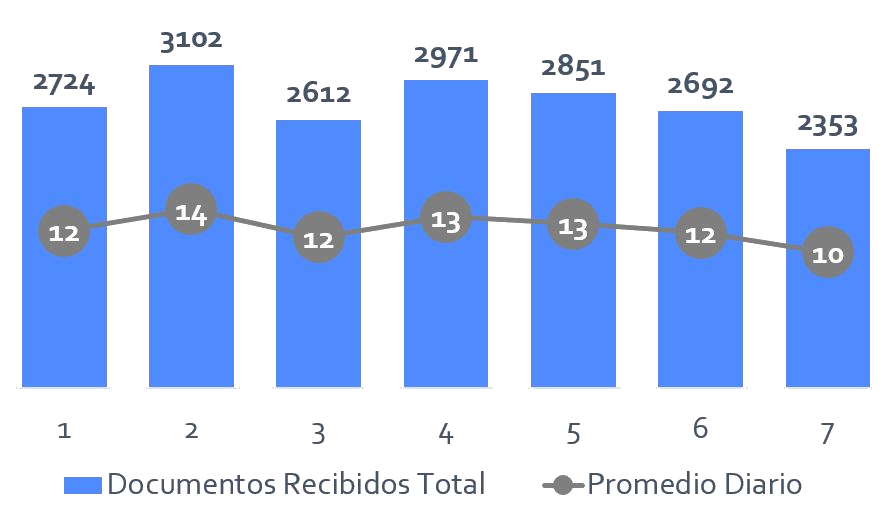 2724 3102 2612 2971 2851 2692 2353
12 14 12 13 13 12 10
1 2 3 4 5 6 7
Documentos Recibidos Total Promedio Diario